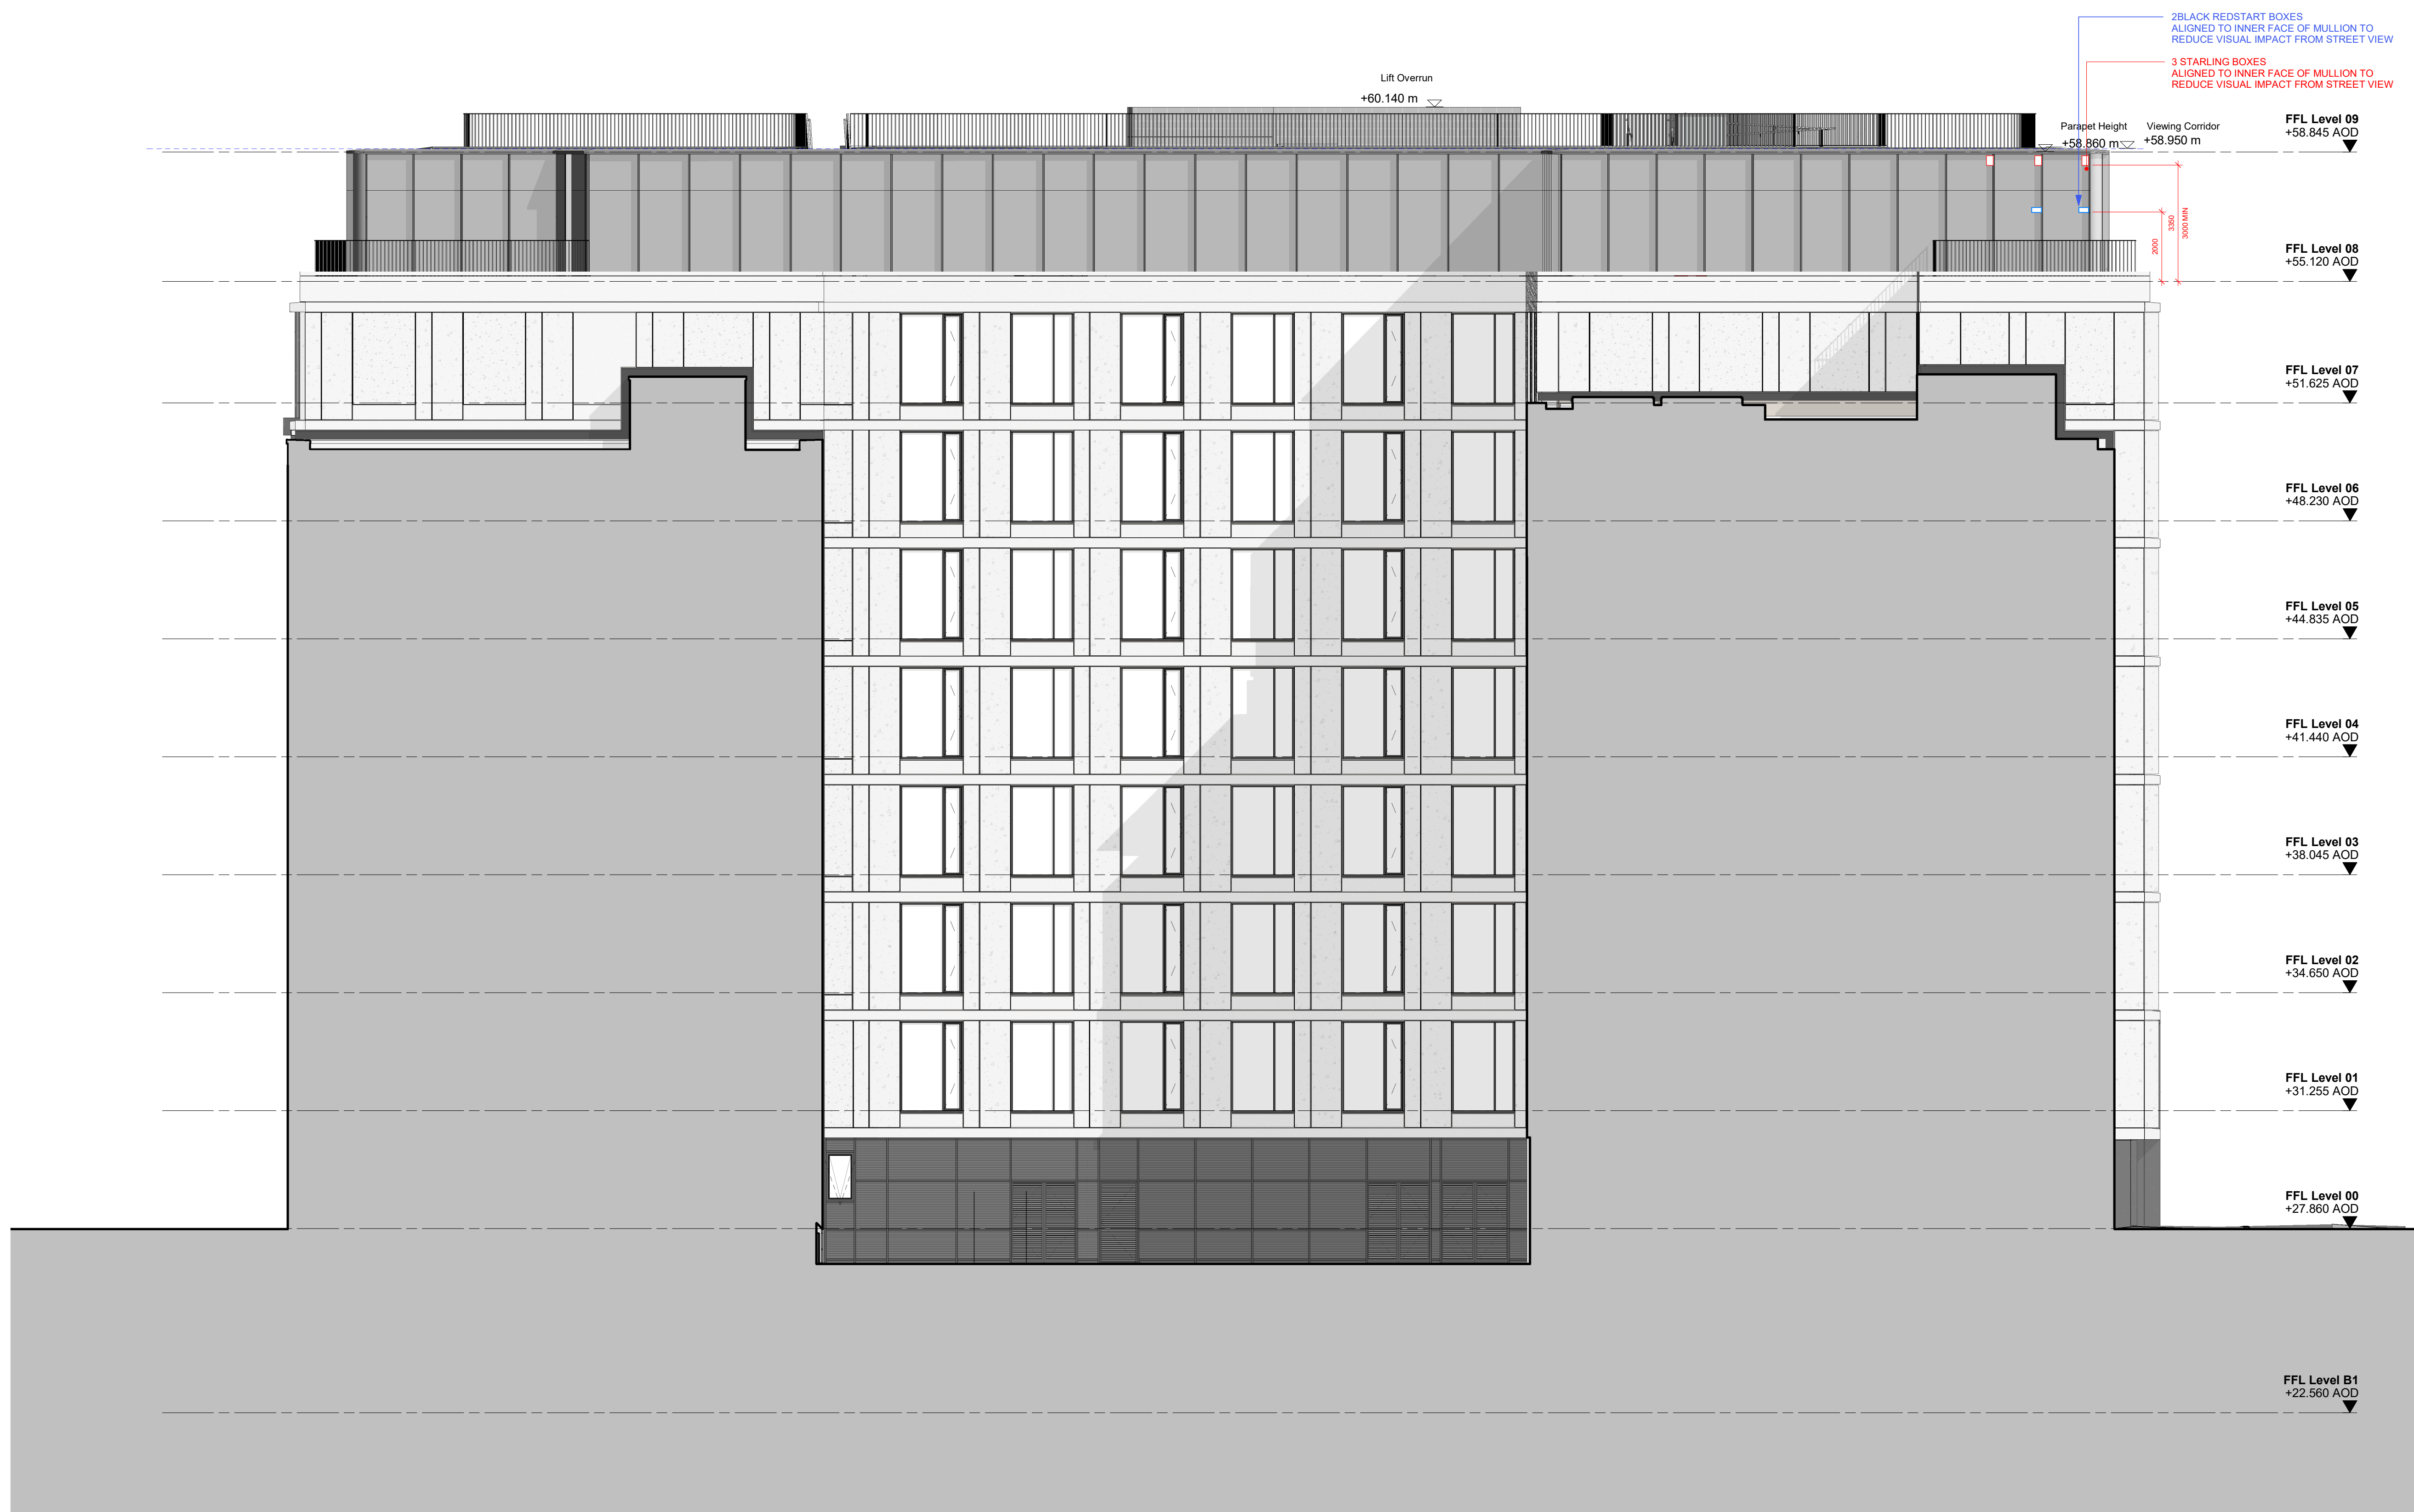 2BLACK REDSTART BOXES
ALIGNED TO INNER FACE OF MULLION TO
REDUCE VISUAL IMPACT FROM STREET VIEW
3 STARLING BOXES
ALIGNED TO INNER FACE OF MULLION TO
REDUCE VISUAL IMPACT FROM STREET VIEW
Lift Overrun
+60.140 m
Parapet Height
+58.860 m
Viewing Corridor
+58.950 m
FFL Level 09
+58.845 AOD
2000
3350
3000 MIN
FFL Level 08
+55.120 AOD
FFL Level 07
+51.625 AOD
FFL Level 06
+48.230 AOD
FFL Level 05
+44.835 AOD
FFL Level 04
+41.440 AOD
FFL Level 03
+38.045 AOD
FFL Level 02
+34.650 AOD
FFL Level 01
+31.255 AOD
FFL Level 00
+27.860 AOD
FFL Level B1
+22.560 AOD